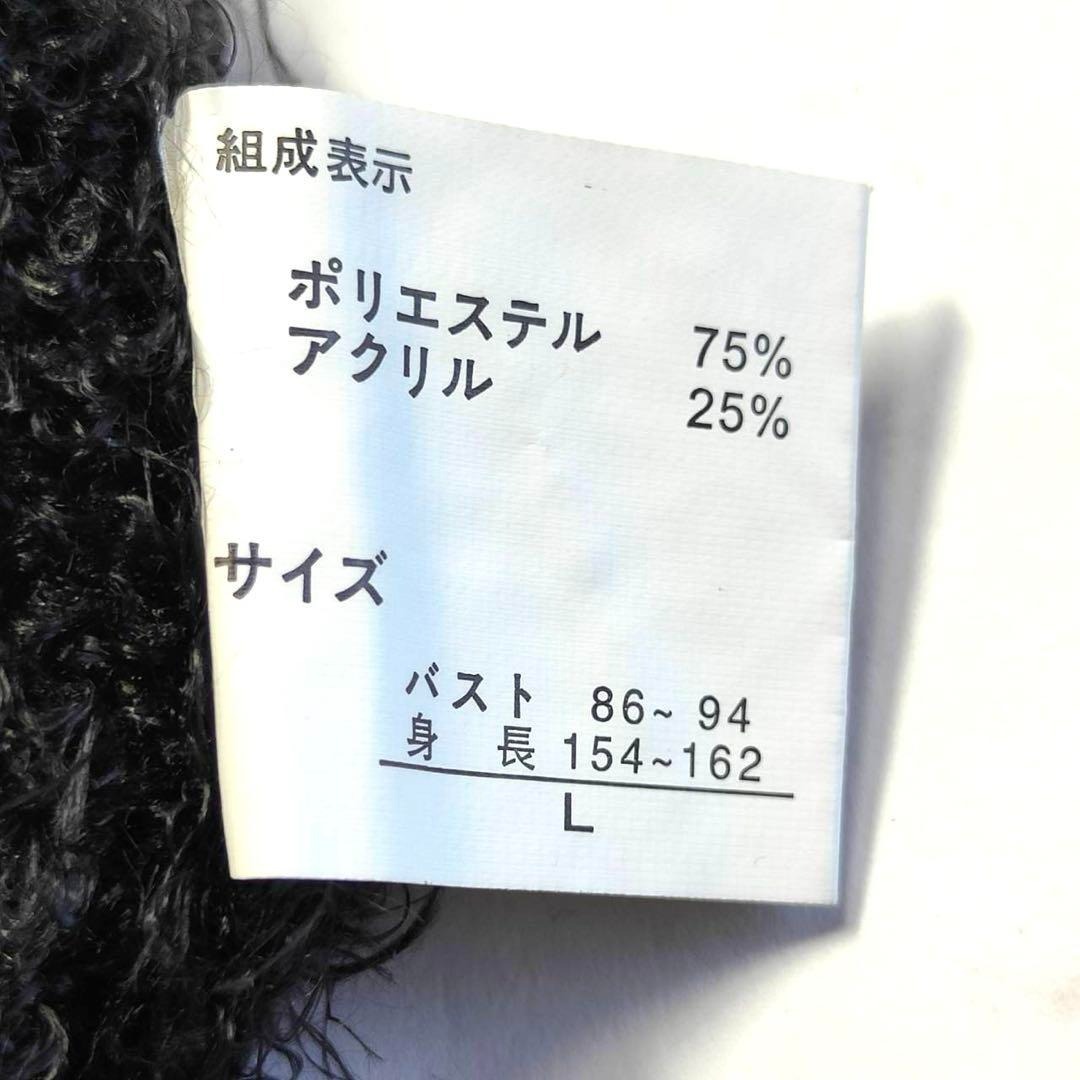 組成表示
ポリエステル 75%
アクリル 25%
サイズ
バスト 86~ 94
身 長 154~162
L